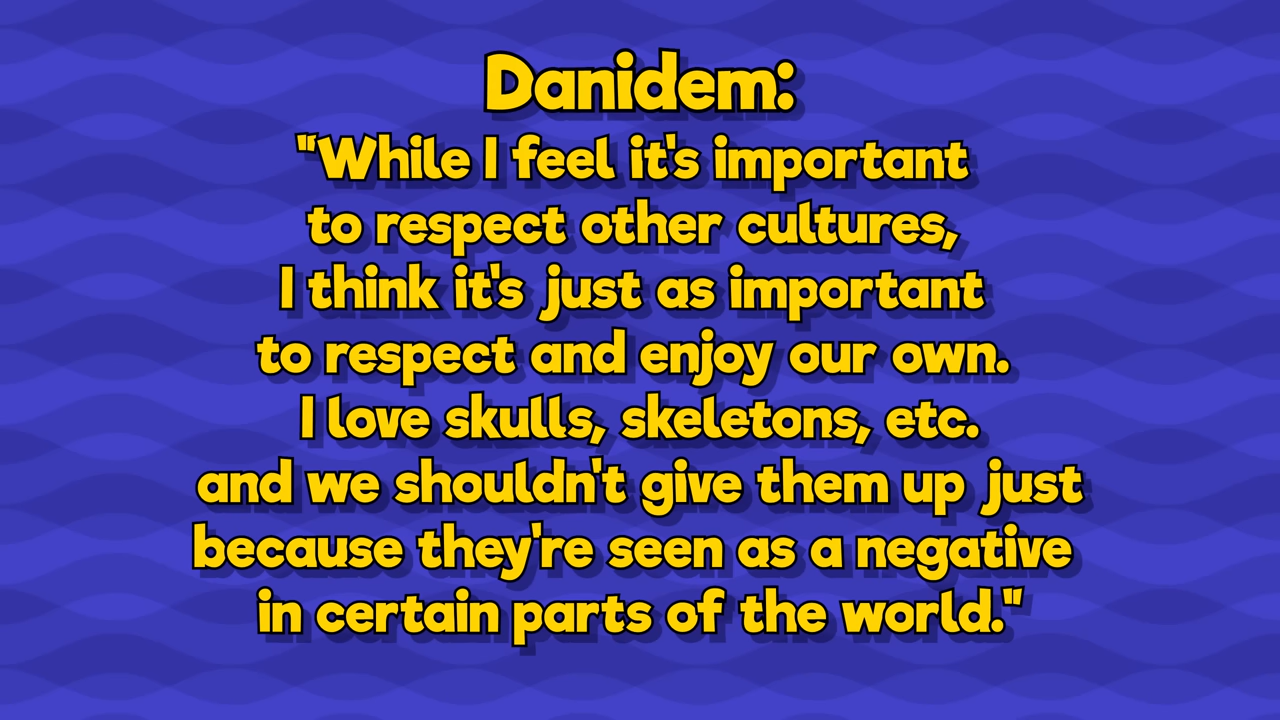 Danidem:
"While I feel it's important
to respect other cultures,
I think it's just as important
to respect and enjoy our own.
I love skulls, skeletons, etc.
and we shouldn't give them up just
because they're seen as a negative
in certain parts of the world."